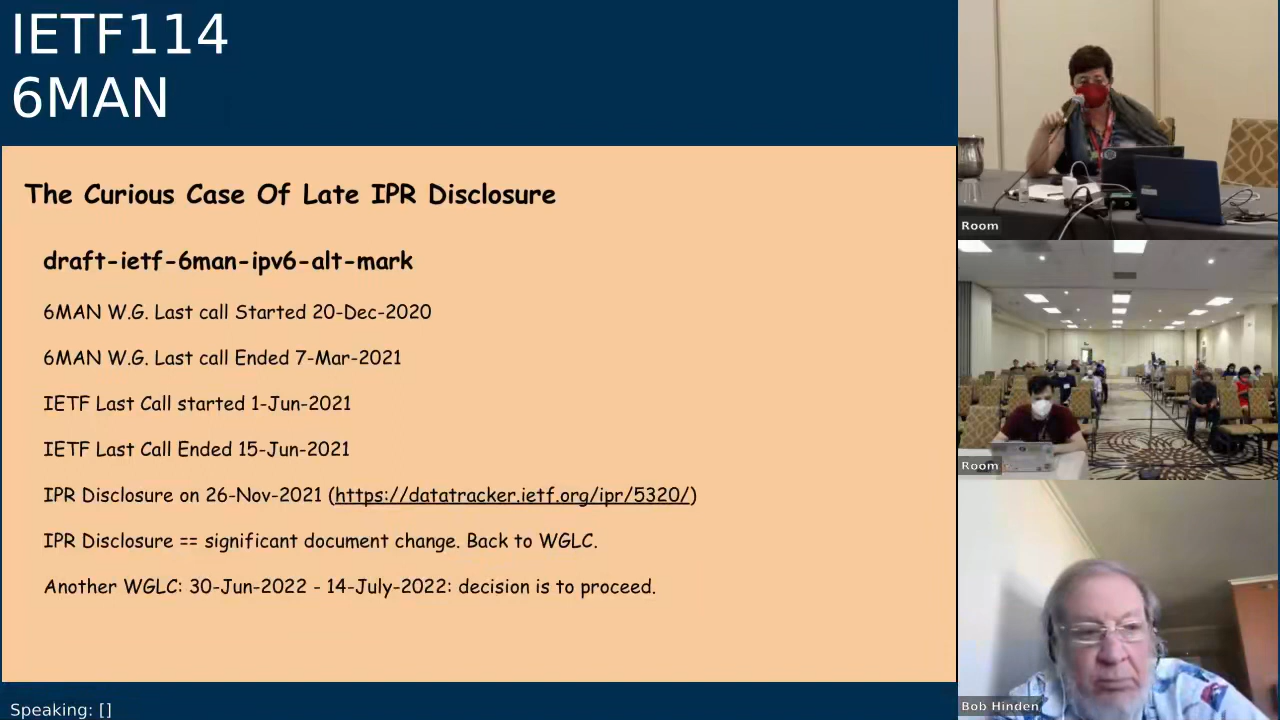 IETF114
6MAN
The Curious Case Of Late IPR Disclosure
draft-ietf-6man-ipv6-alt-mark
6MAN W.G. Last call Started 20-Dec-2020
6MAN W.G. Last call Ended 7-Mar-2021
IETF Last Call started 1-Jun-2021
IETF Last Call Ended 15-Jun-2021
IPR Disclosure on 26-Nov-2021 (https://datatracker.ietf.org/ipr/5320/)
IPR Disclosure == significant document change. Back to WGLC.
Another WGLC: 30-Jun-2022 - 14-July-2022: decision is to proceed.
Speaking: []
Room
Room
Bob Hinden